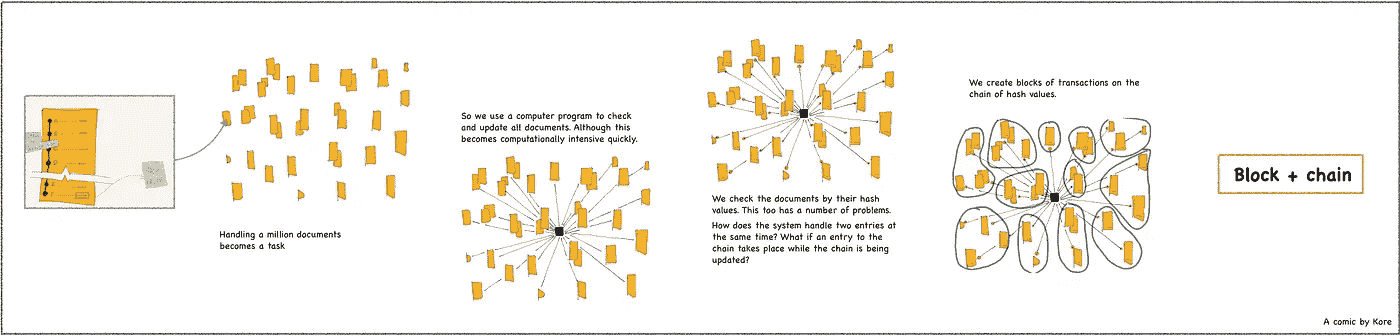 Handling a million documents
becomes a task
So we use a computer program to check
and update all documents. Although this
becomes computationally intensive quickly.
We check the documents by their hash
values. This too has a number of problems.
How does the system handle two entries at
the same time? What if an entry to the
chain takes place while the chain is being
updated?
We create blocks of transactions on the
chain of hash values.
Block + chain
A comic by Kore